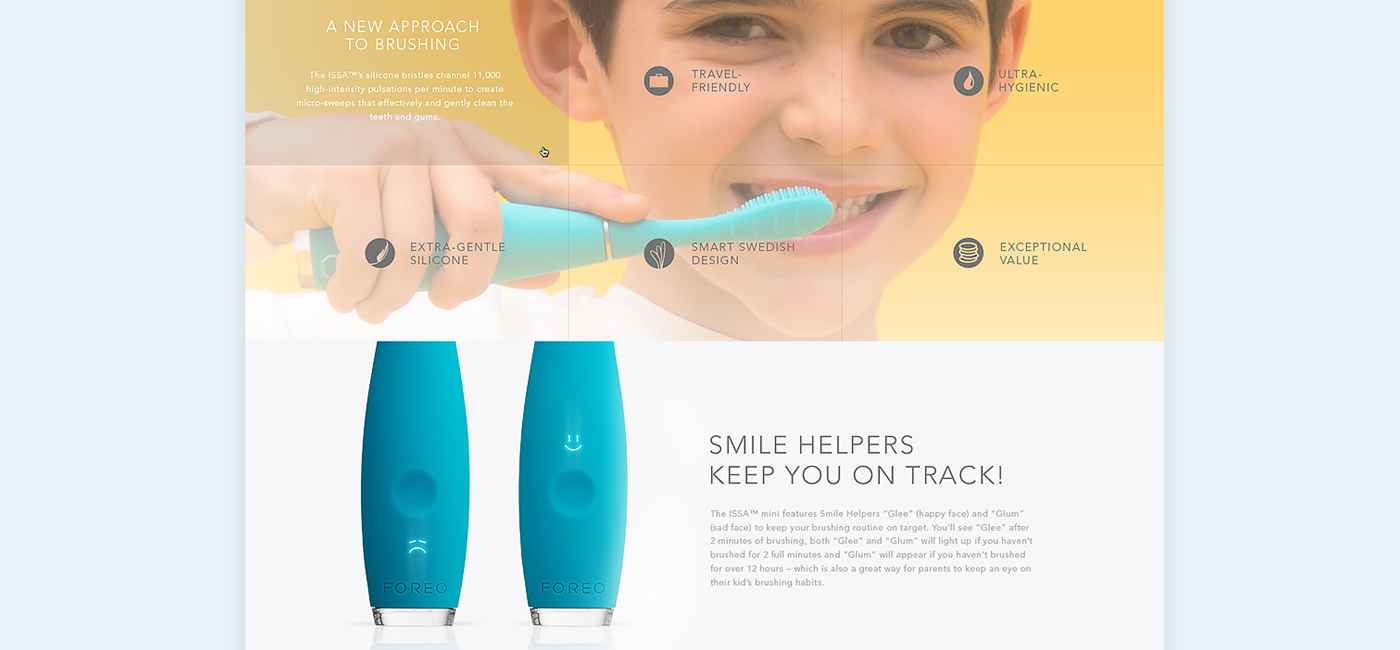 A NEW APPROACH
TO BRUSHING
The ISSA™'s silicone bristles channel 11,000
high-intensity pulsations per minute to create
micro-sweeps that effectively and gently clean the
teeth and gums.
TRAVEL-
FRIENDLY
ULTRA-
HYGIENIC
EXTRA-GENTLE
SILICONE
SMART SWEDISH
DESIGN
EXCEPTIONAL
VALUE
FOREO
FOREO
SMILE HELPERS
KEEP YOU ON TRACK!
The ISSA™ mini features Smile Helpers “Glee” (happy face) and “Glum”
(sad face) to keep your brushing routine on target. You'll see “Glee” after
2 minutes of brushing, both “Glee” and “Glum” will light up if you haven't
brushed for 2 full minutes and "Glum” will appear if you haven't brushed
for over 12 hours – which is also a great way for parents to keep an eye on
their kid's brushing habits.